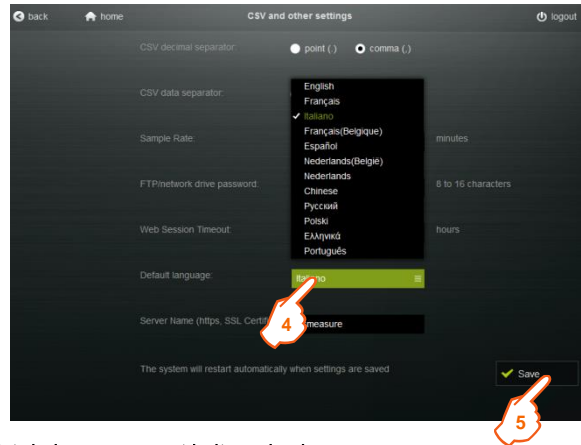 back home CSV and other settings logout
CSV decimal separator: point (.) comma (,)
CSV data separator:
English
Français
✓ Italiano
Français(Belgique)
Español
Nederlands(België)
Nederlands
Chinese
Русский
Polski
Ελληνικά
Português
Sample Rate: minutes
FTP/network drive password: 8 to 16 characters
Web Session Timeout: hours
Default language: Italiano
4
Server Name (https, SSL Certif measure
The system will restart automatically when settings are saved
Save
5